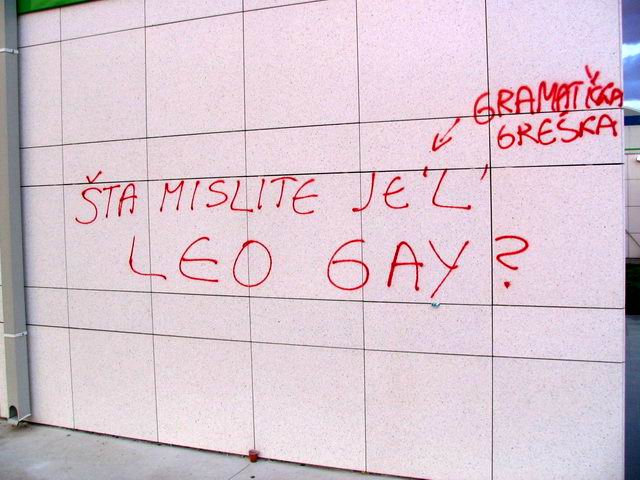 GRAMATIČKA
GREŠKA
ŠTA MISLITE JE'L'
LEO GAY?